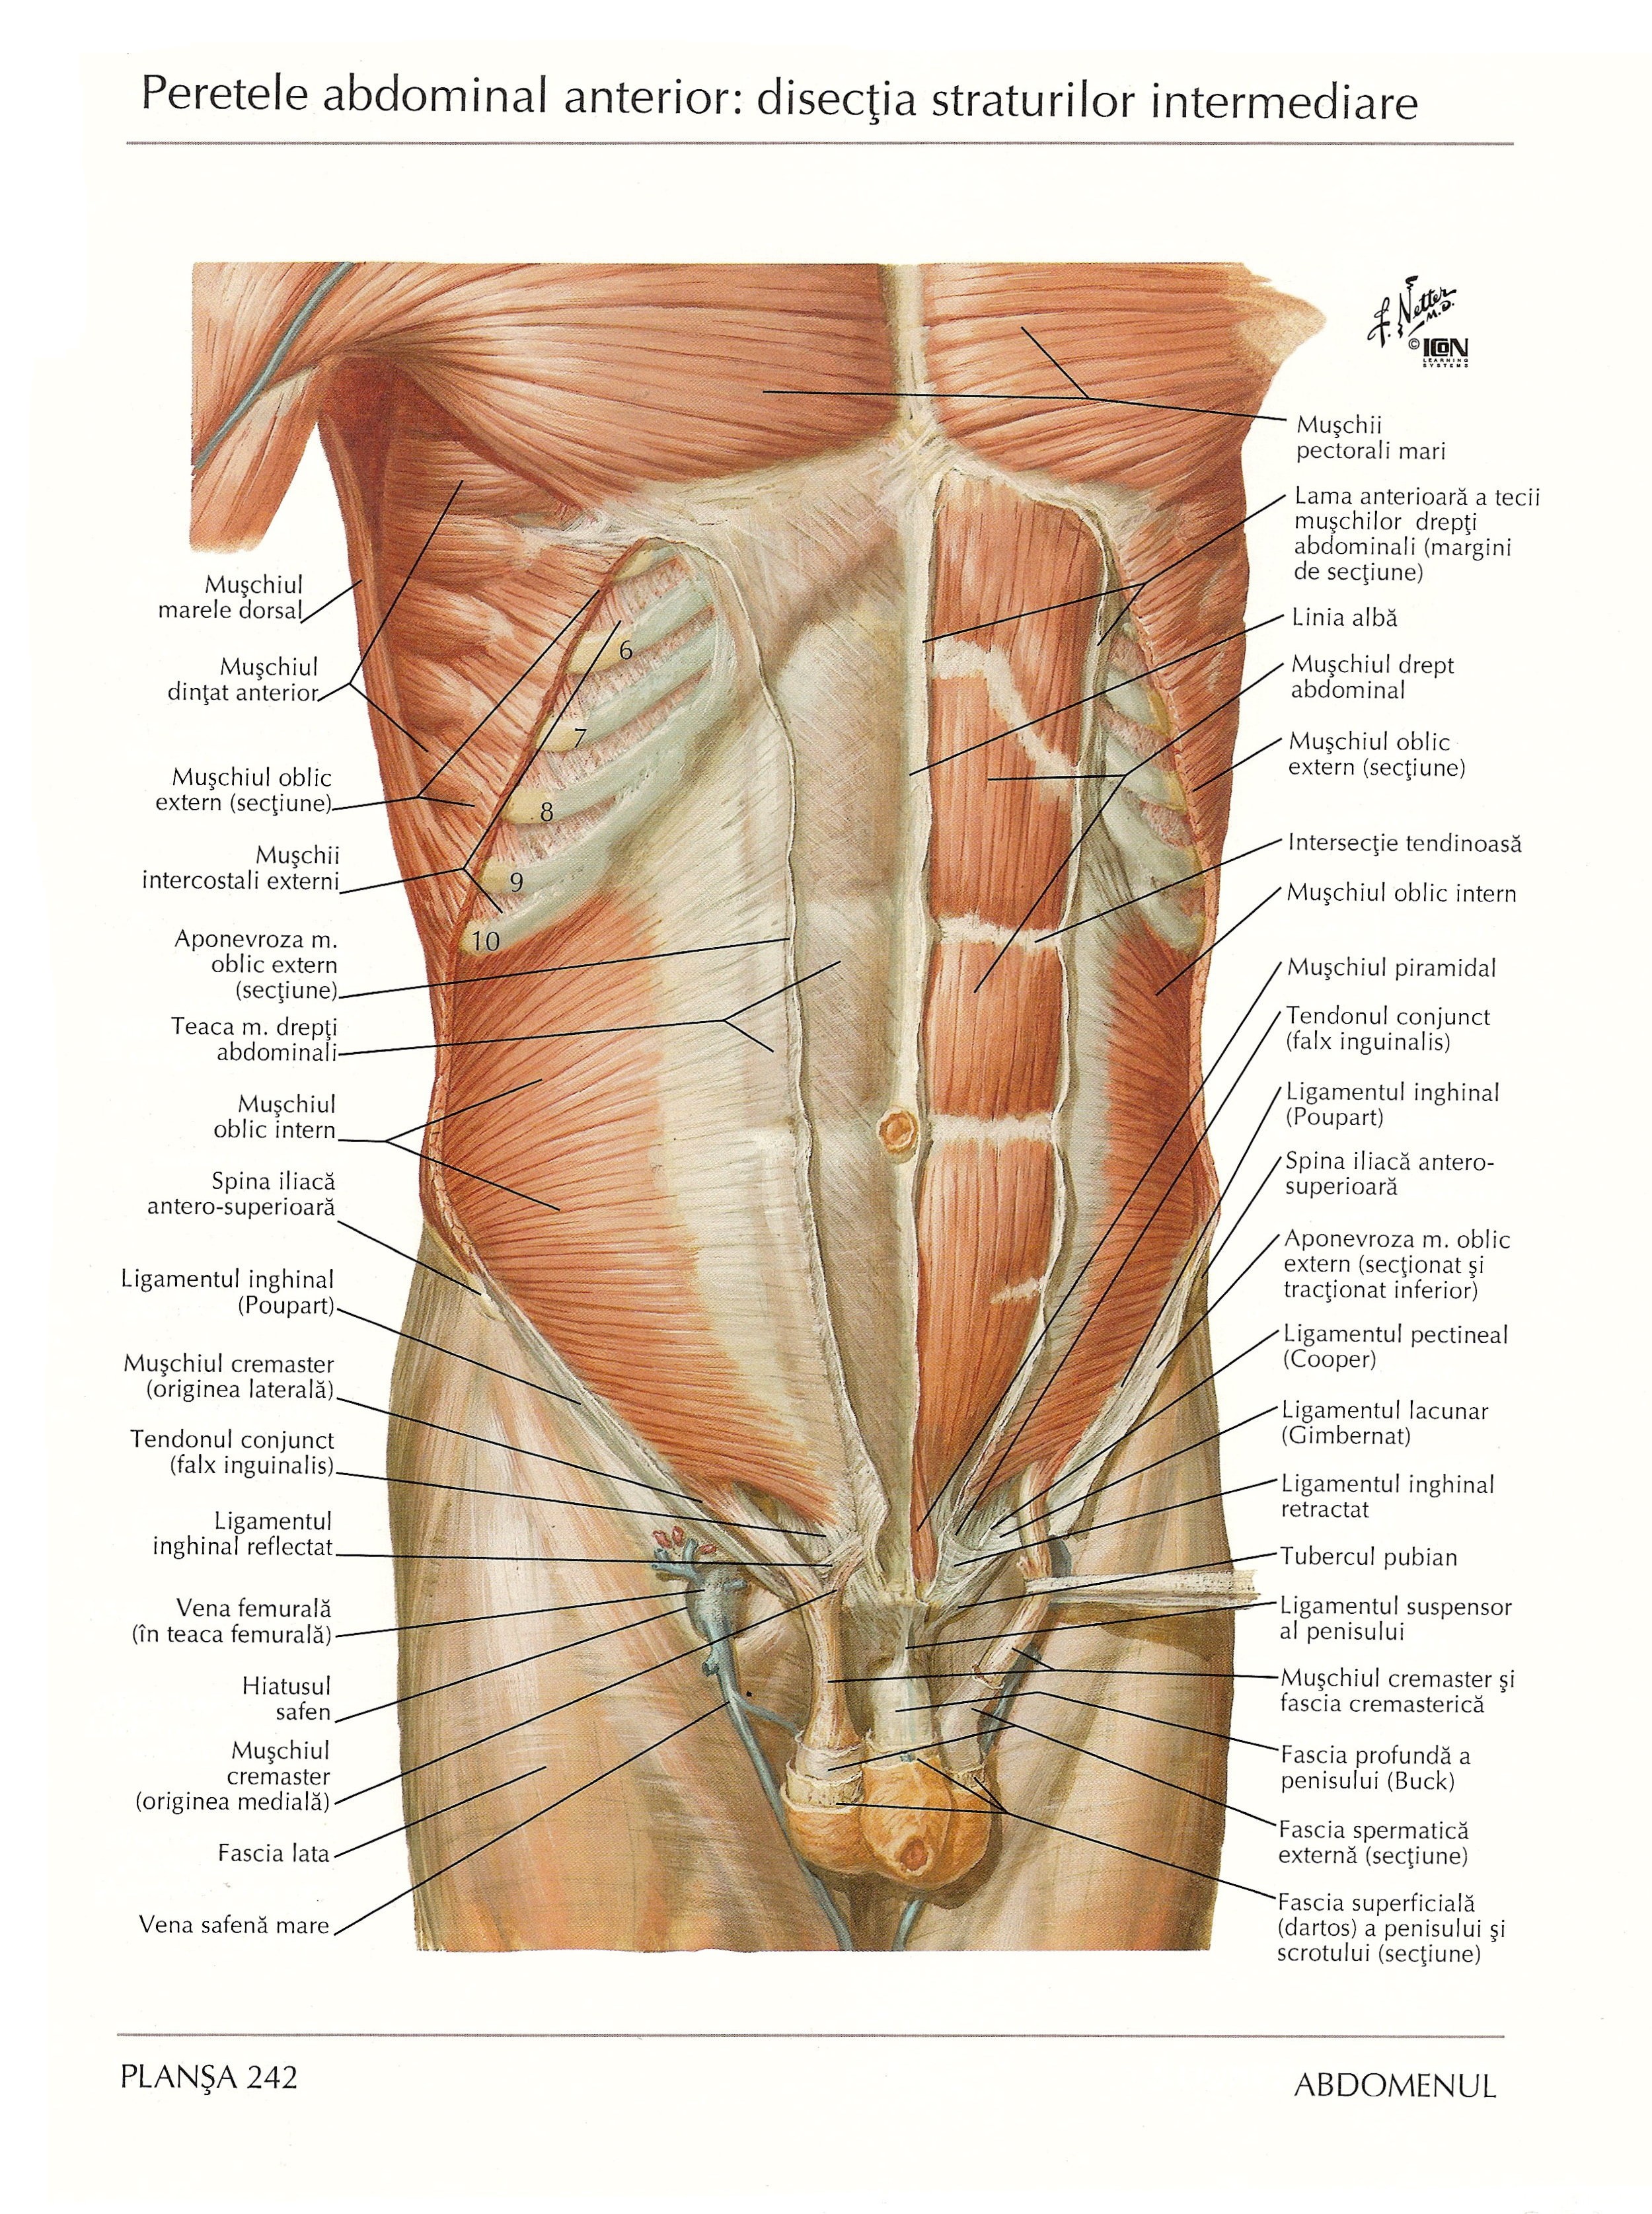 Peretele abdominal anterior: disecţia straturilor intermediare
F. Netter
M.D.
© ICON
LEARNING
SYSTEMS
Muşchiul
marele dorsal
Muşchiul
dinţat anterior
Muşchiul oblic
extern (secţiune)
Muşchii
intercostali externi
Aponevroza m.
oblic extern
(secţiune)
Teaca m. drepţi
abdominali
Muşchiul
oblic intern
Spina iliacă
antero-superioară
Ligamentul inghinal
(Poupart)
Muşchiul cremaster
(originea laterală)
Tendonul conjunct
(falx inguinalis)
Ligamentul
inghinal reflectat
Vena femurală
(în teaca femurală)
Hiatusul
safen
Muşchiul
cremaster
(originea medială)
Fascia lata
Vena safenă mare
6
7
8
9
10
Muşchii
pectorali mari
Lama anterioară a tecii
muşchilor drepţi
abdominali (margini
de secţiune)
Linia albă
Muşchiul drept
abdominal
Muşchiul oblic
extern (secţiune)
Intersecţie tendinoasă
Muşchiul oblic intern
Muşchiul piramidal
Tendonul conjunct
(falx inguinalis)
Ligamentul inghinal
(Poupart)
Spina iliacă antero-
superioară
Aponevroza m. oblic
extern (secţionat şi
tracţionat inferior)
Ligamentul pectineal
(Cooper)
Ligamentul lacunar
(Gimbernat)
Ligamentul inghinal
retractat
Tubercul pubian
Ligamentul suspensor
al penisului
Muşchiul cremaster şi
fascia cremasterică
Fascia profundă a
penisului (Buck)
Fascia spermatică
externă (secţiune)
Fascia superficială
(dartos) a penisului şi
scrotului (secţiune)
PLANŞA 242
ABDOMENUL